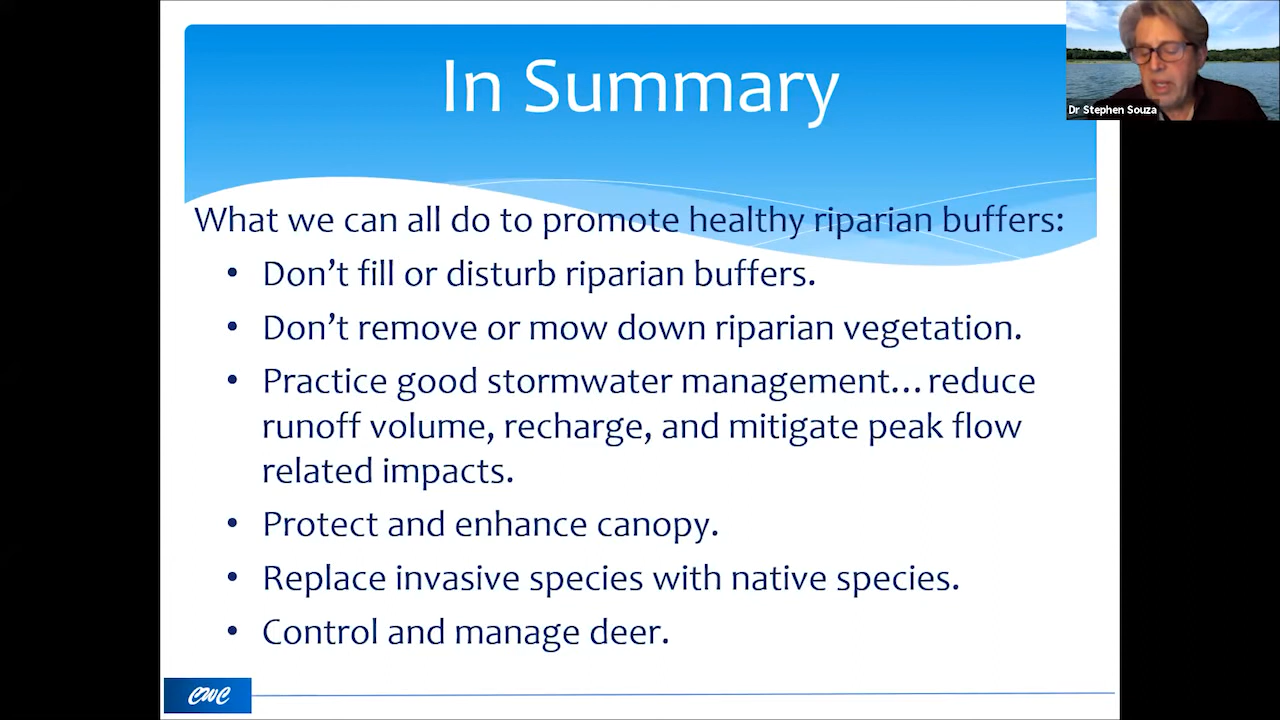 In Summary
Dr Stephen Souza
What we can all do to promote healthy riparian buffers:
• Don’t fill or disturb riparian buffers.
• Don’t remove or mow down riparian vegetation.
• Practice good stormwater management…reduce
runoff volume, recharge, and mitigate peak flow
related impacts.
• Protect and enhance canopy.
• Replace invasive species with native species.
• Control and manage deer.
CWC